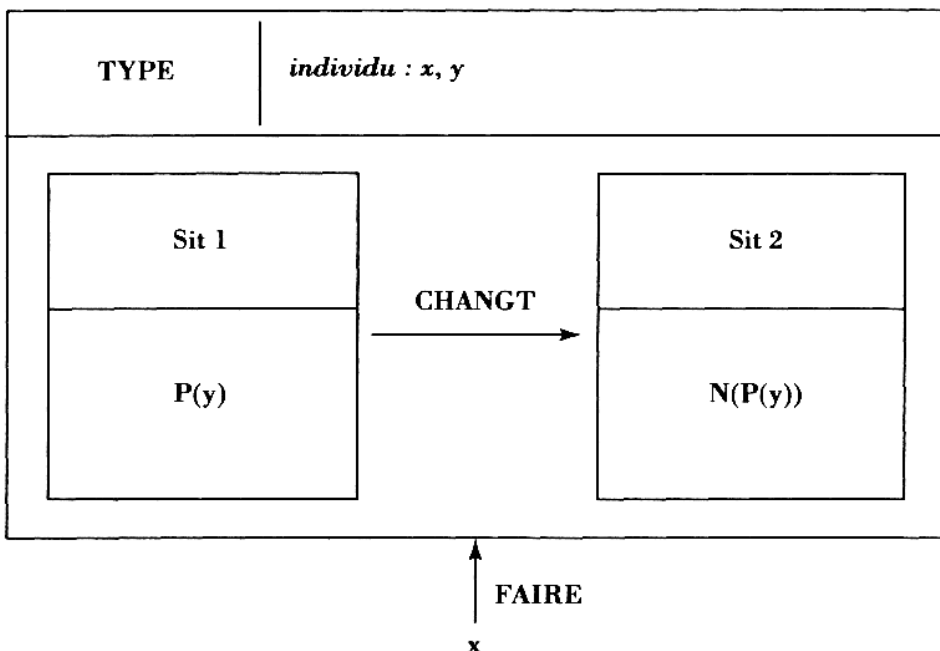 TYPE
individu : x, y
Sit 1
Sit 2
CHANGT
P(y)
N(P(y))
FAIRE
x